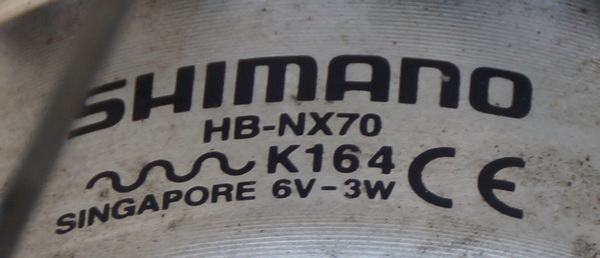 SHIMANO
HB-NX70
K164
SINGAPORE 6V-3W CE